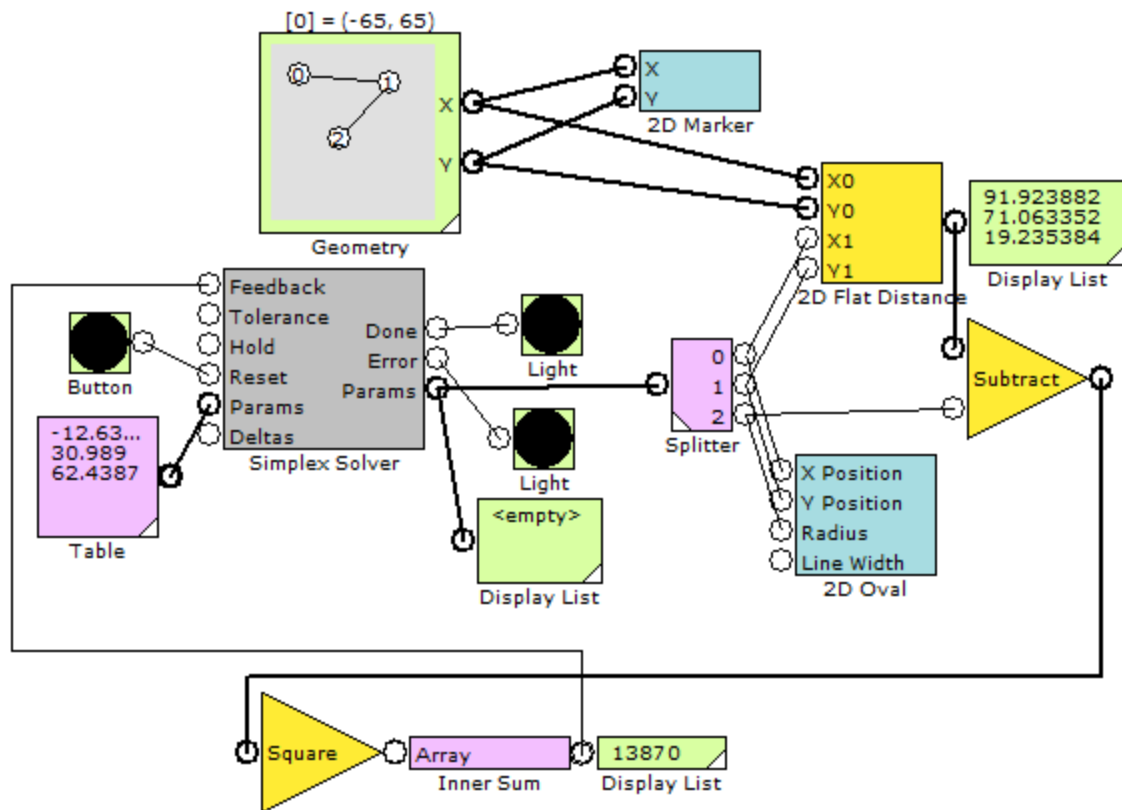 [0] = (-65, 65)
0
1
2
X
Y
Geometry
X
Y
2D Marker
X0
Y0
X1
Y1
2D Flat Distance
91.923882
71.063352
19.235384
Display List
Feedback
Tolerance
Hold
Reset
Params
Deltas
Done
Error
Params
Simplex Solver
Button
-12.63...
30.989
62.4387
Table
Light
Light
<empty>
Display List
0
1
2
Splitter
Subtract
X Position
Y Position
Radius
Line Width
2D Oval
Square
Array
Inner Sum
13870
Display List